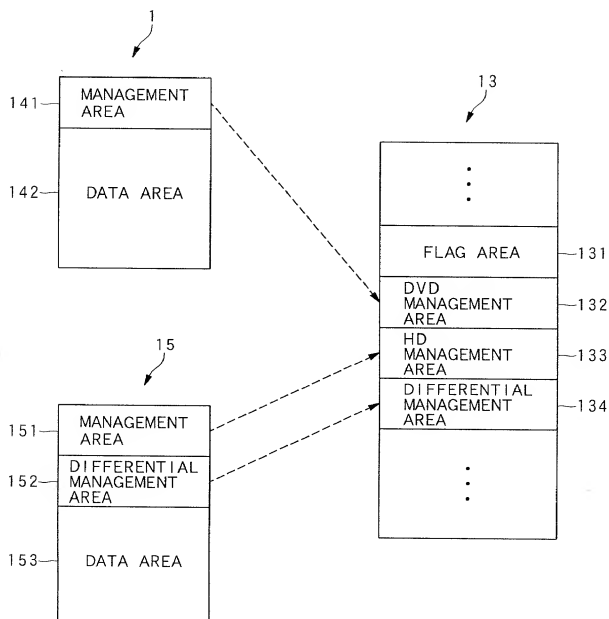 1
141
MANAGEMENT
AREA
142
DATA AREA
13
FLAG AREA
131
DVD
MANAGEMENT
AREA
132
HD
MANAGEMENT
AREA
133
DIFFERENTIAL
MANAGEMENT
AREA
134
15
151
MANAGEMENT
AREA
152
DIFFERENTIAL
MANAGEMENT
AREA
153
DATA AREA